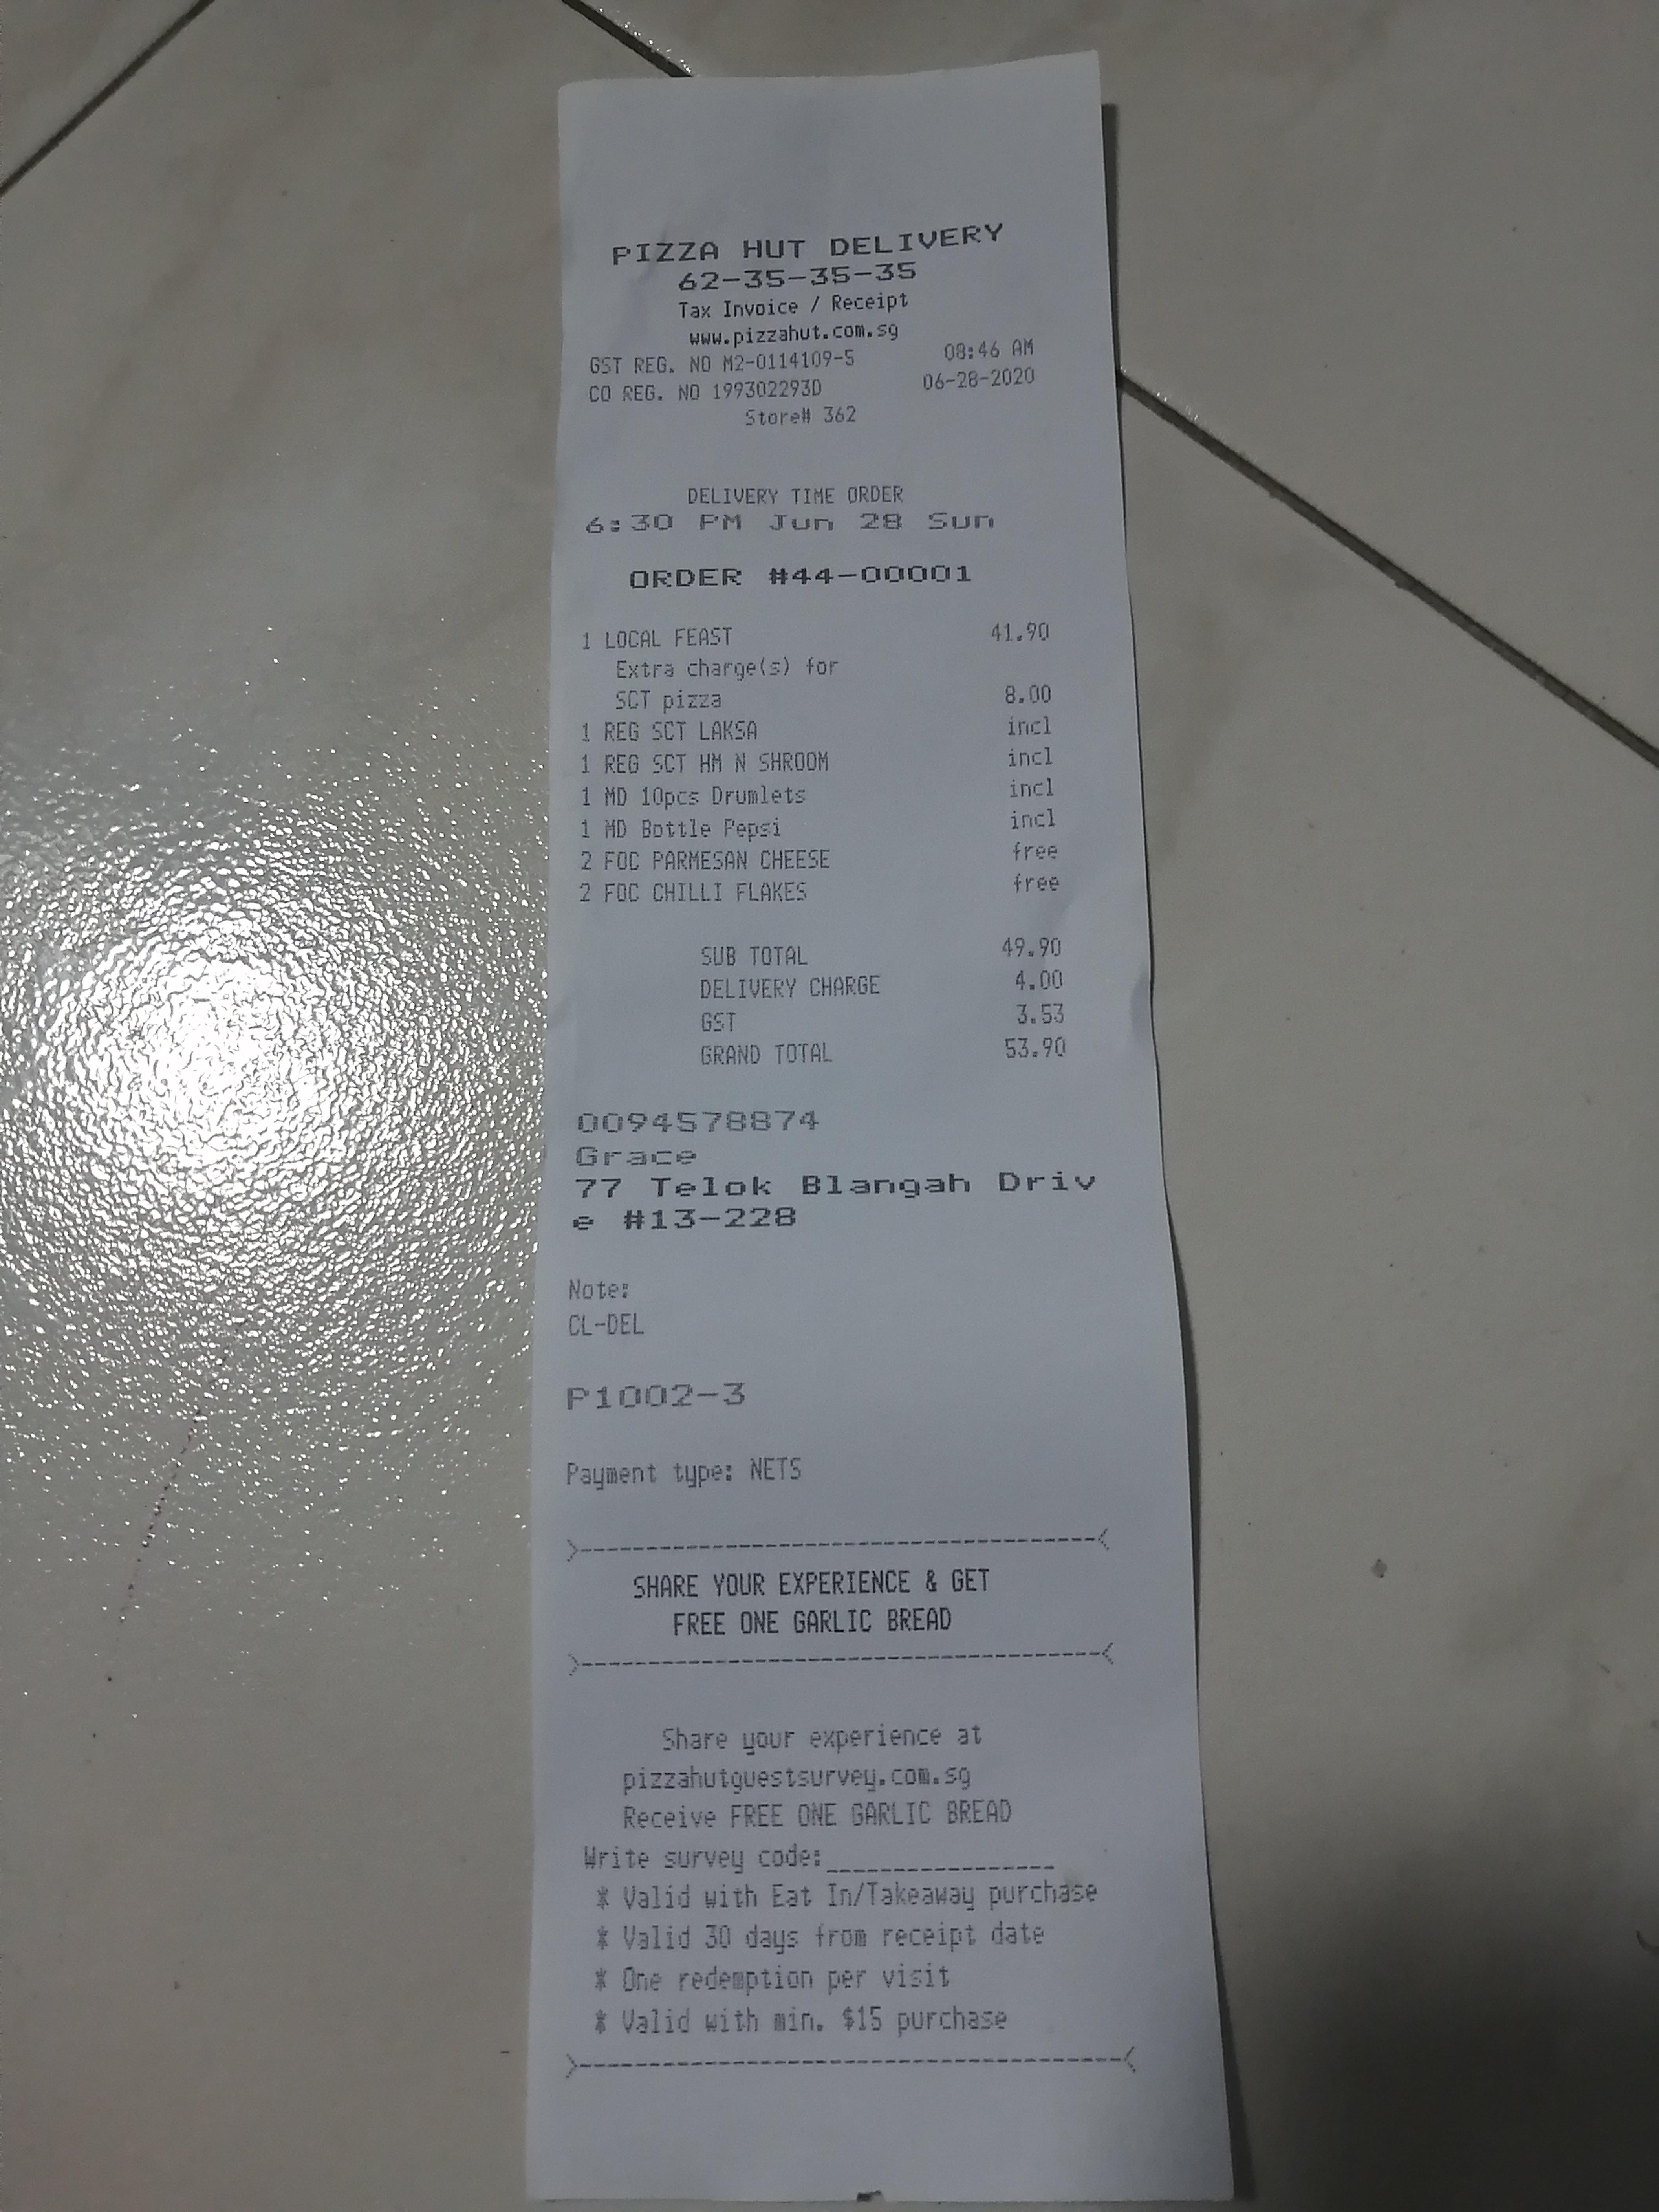 PIZZA HUT DELIVERY
62-35-35-35
Tax Invoice / Receipt
www.pizzahut.com.sg
GST REG. NO M2-0114109-5 08:46 AM
CO REG. NO 199302293D 06-28-2020
Store# 362
DELIVERY TIME ORDER
6:30 PM Jun 28 Sun
ORDER #44-00001
1 LOCAL FEAST 41.90
Extra charge(s) for
SCT pizza 8.00
1 REG SCT LAKSA incl
1 REG SCT HM N SHROOM incl
1 MD 10pcs Drumlets incl
1 MD Bottle Pepsi incl
2 FOC PARMESAN CHEESE free
2 FOC CHILLI FLAKES free
SUB TOTAL 49.90
DELIVERY CHARGE 4.00
GST 3.53
GRAND TOTAL 53.90
0094578874
Grace
77 Telok Blangah Driv
e #13-228
Note:
CL-DEL
P1002-3
Payment type: NETS
>---------------------------------------<
SHARE YOUR EXPERIENCE & GET
FREE ONE GARLIC BREAD
>---------------------------------------<
Share your experience at
pizzahutguestsurvey.com.sg
Receive FREE ONE GARLIC BREAD
Write survey code:_________________
* Valid with Eat In/Takeaway purchase
* Valid 30 days from receipt date
* One redemption per visit
* Valid with min. $15 purchase
>---------------------------------------<